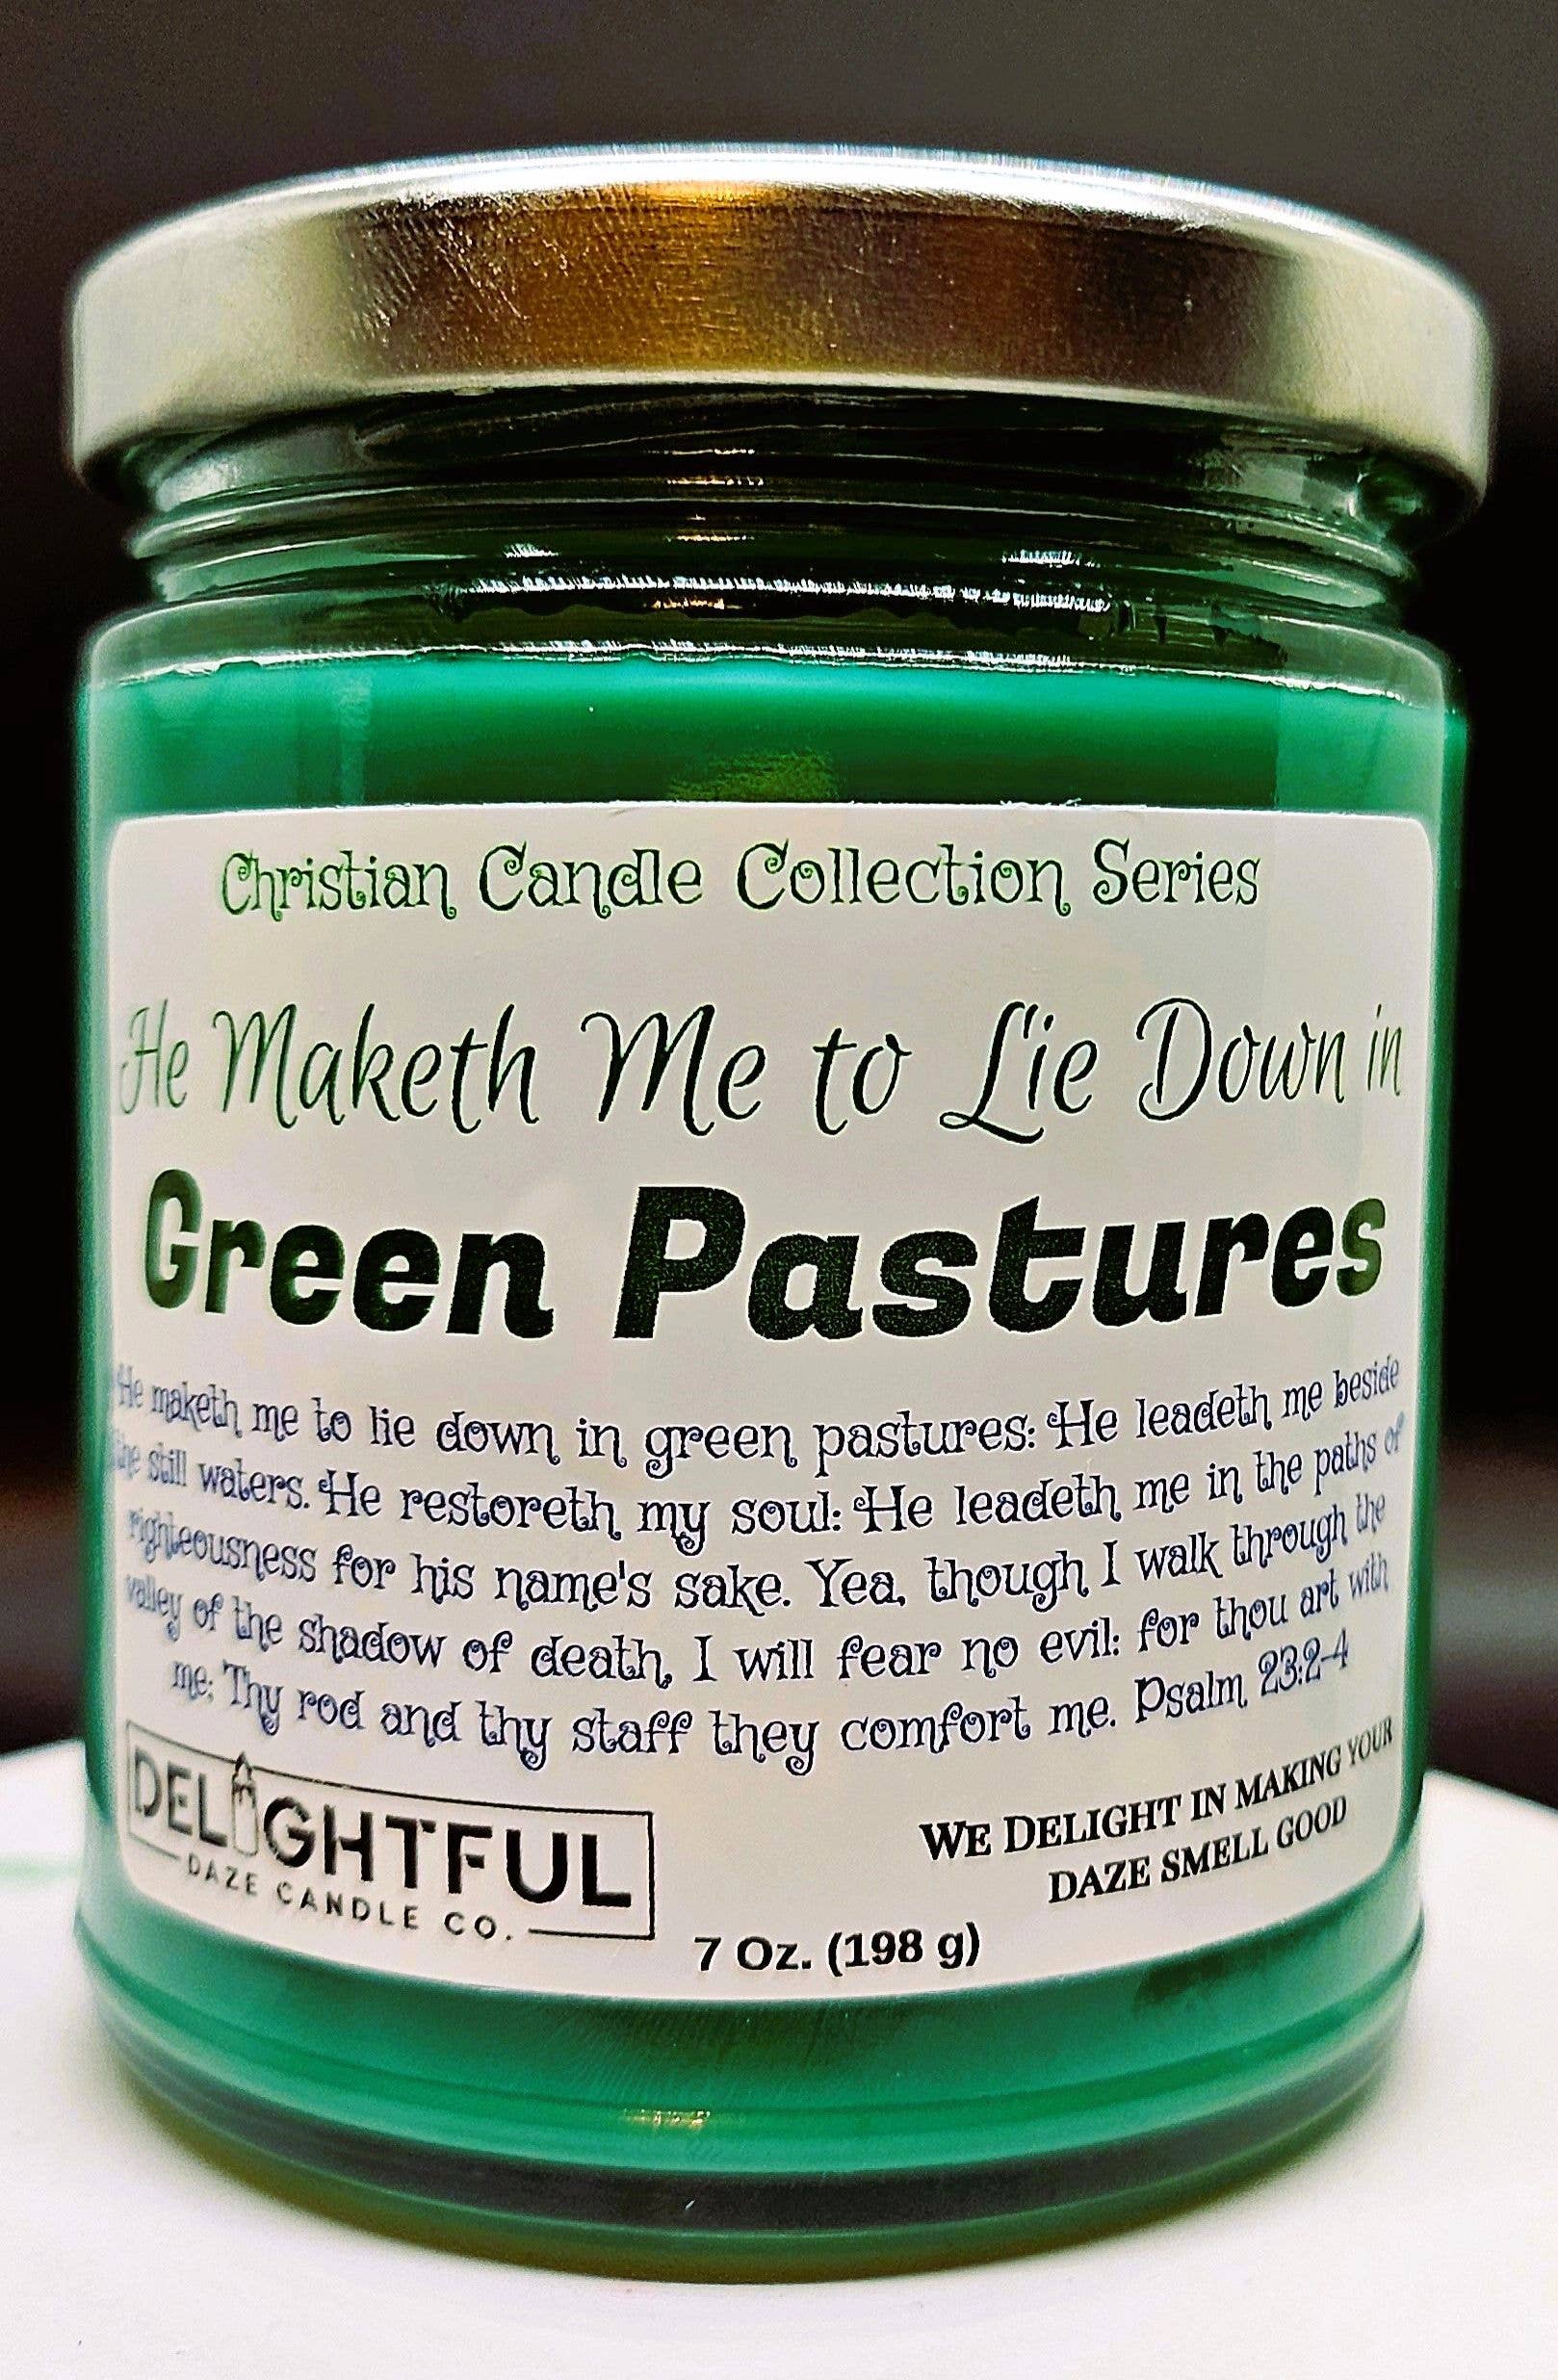 Christian Candle Collection Series
He Maketh Me to Lie Down in
Green Pastures
He maketh me to lie down in green pastures: He leadeth me beside
the still waters. He restoreth my soul: He leadeth me in the paths of
righteousness for his name's sake. Yea, though I walk through the
valley of the shadow of death, I will fear no evil: for thou art with
me; Thy rod and thy staff they comfort me. Psalm 23:2-4
DELIGHTFUL
DAZE CANDLE CO.
WE DELIGHT IN MAKING YOUR
DAZE SMELL GOOD
7 Oz. (198 g)